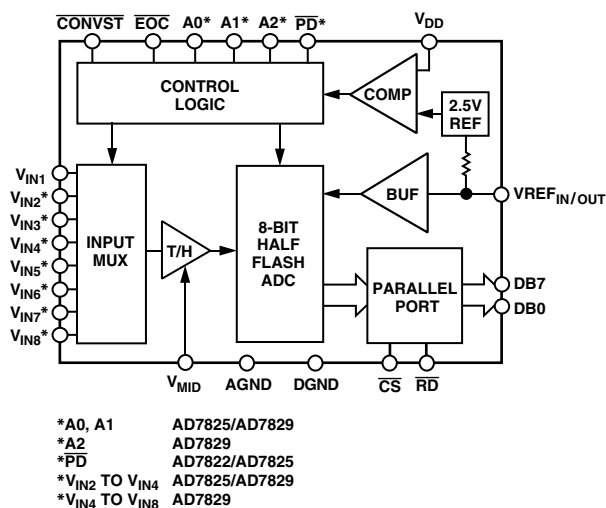 CONVST EOC A0* A1* A2* PD* VDD
CONTROL
LOGIC
COMP
2.5V
REF
VIN1
VIN2*
VIN3*
VIN4*
VIN5*
VIN6*
VIN7*
VIN8*
INPUT
MUX
T/H
8-BIT
HALF
FLASH
ADC
BUF
VREFIN/OUT
PARALLEL
PORT
DB7
DB0
VMID AGND DGND CS RD
*A0, A1 AD7825/AD7829
*A2 AD7829
*PD AD7822/AD7825
*VIN2 TO VIN4 AD7825/AD7829
*VIN4 TO VIN8 AD7829